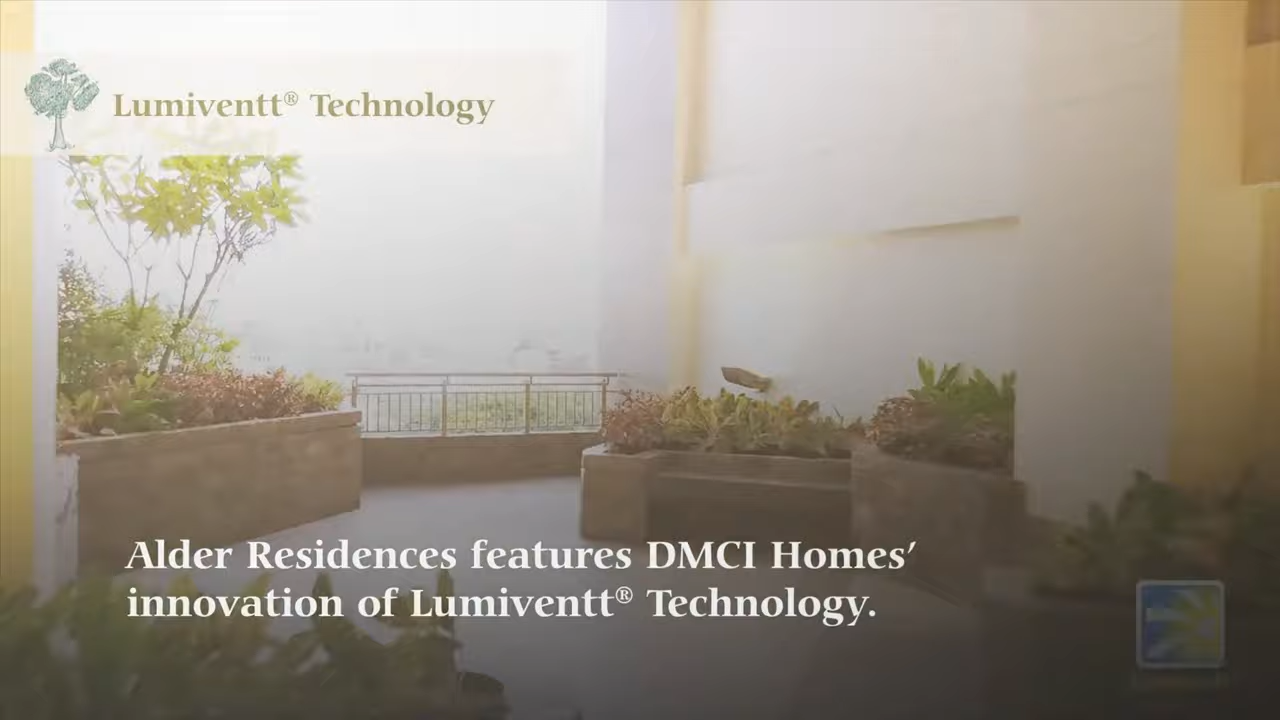 Lumiventt® Technology
Alder Residences features DMCI Homes’
innovation of Lumiventt® Technology.